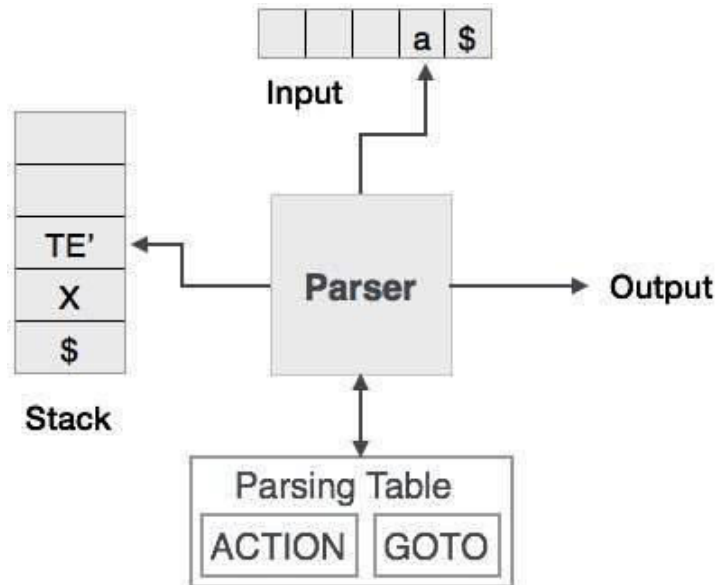 a $
Input
TE’
X
$
Stack
Parser
Output
Parsing Table
ACTION GOTO